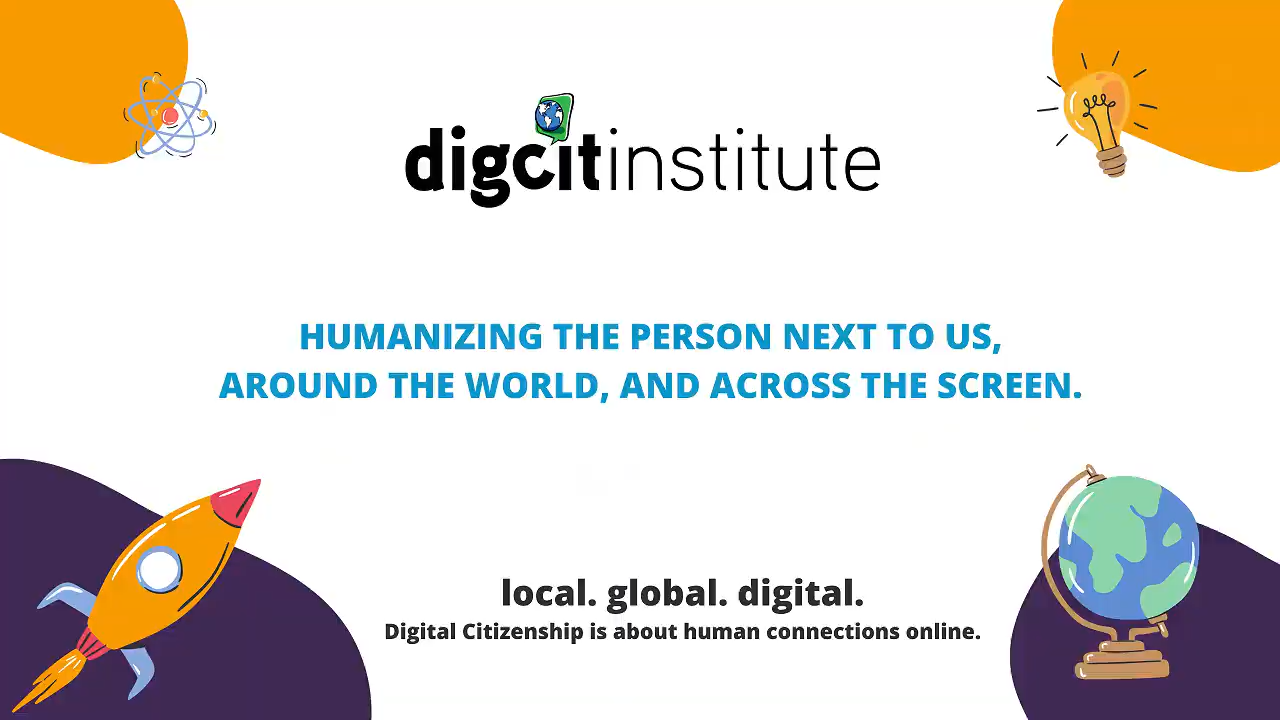 digcitinstitute
HUMANIZING THE PERSON NEXT TO US,
AROUND THE WORLD, AND ACROSS THE SCREEN.
local. global. digital.
Digital Citizenship is about human connections online.